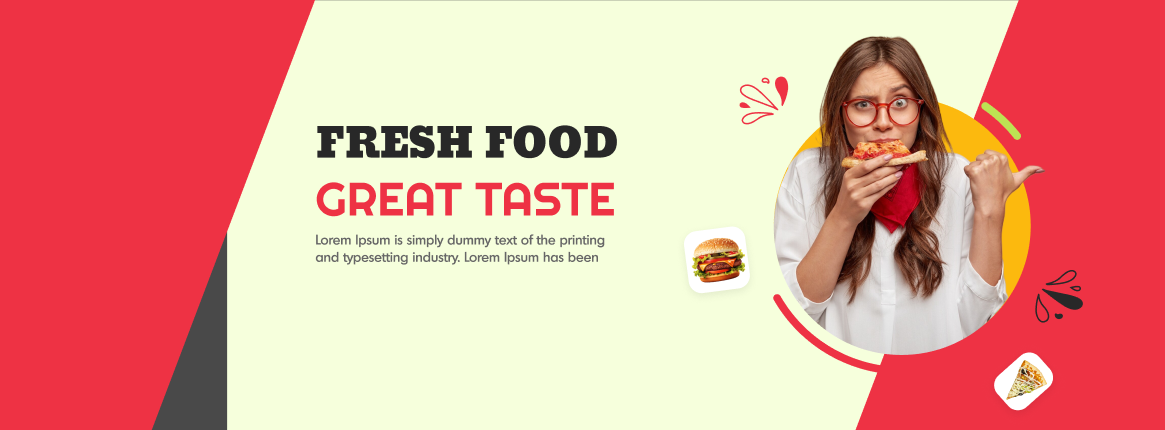 FRESH FOOD
GREAT TASTE
Lorem Ipsum is simply dummy text of the printing
and typesetting industry. Lorem Ipsum has been